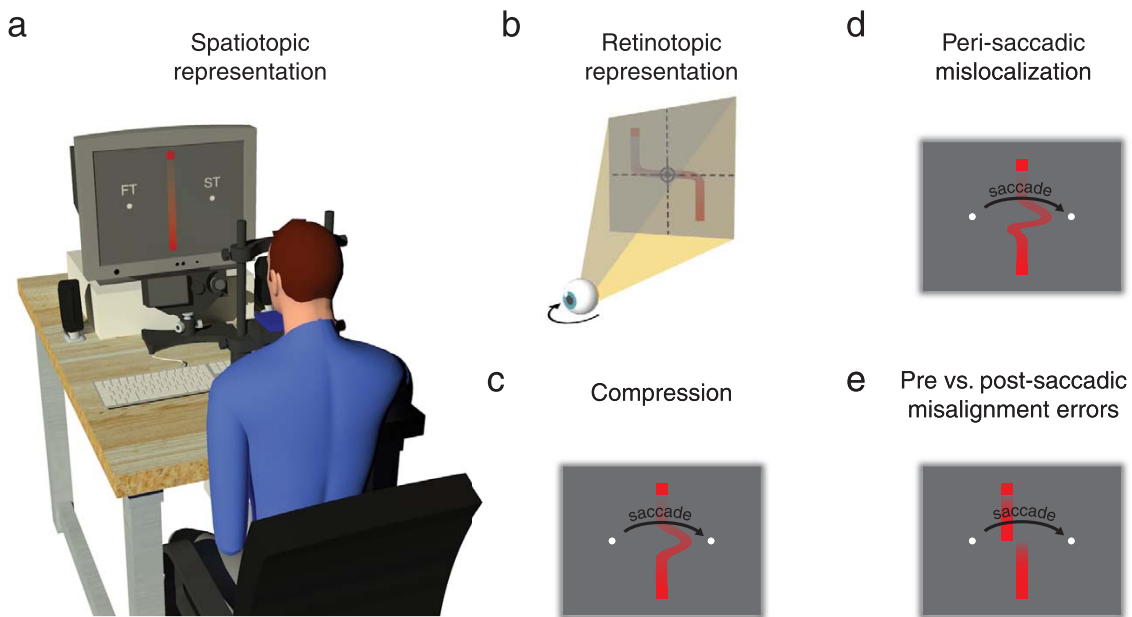 a
Spatiotopic
representation
FT
ST
b
Retinotopic
representation
c
Compression
saccade
d
Peri-saccadic
mislocalization
saccade
e
Pre vs. post-saccadic
misalignment errors
saccade